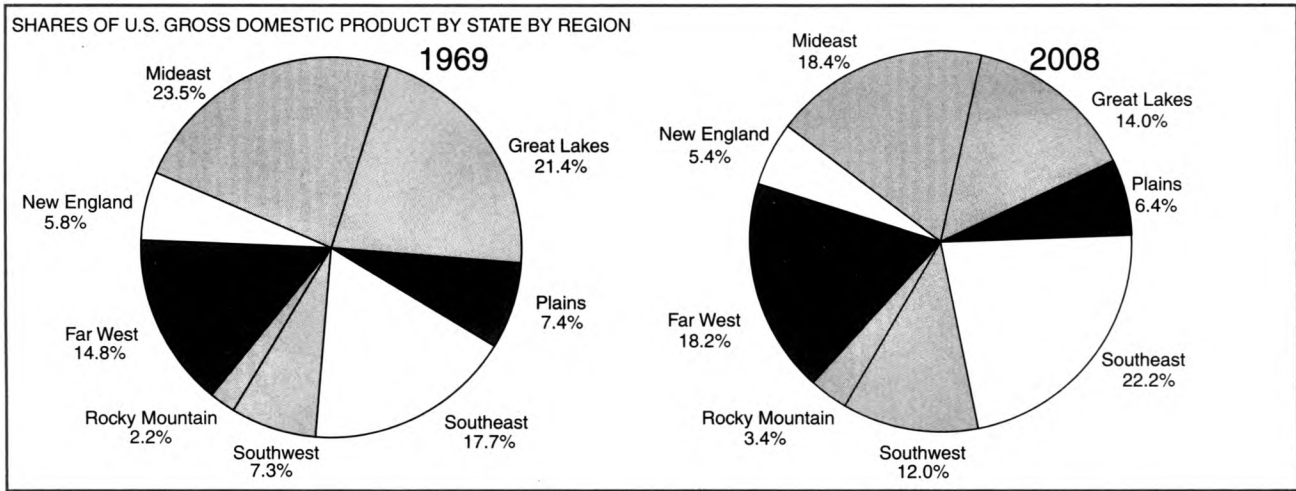 SHARES OF U.S. GROSS DOMESTIC PRODUCT BY STATE BY REGION
1969
Mideast
23.5%
Great Lakes
21.4%
New England
5.8%
Plains
7.4%
Far West
14.8%
Rocky Mountain
2.2%
Southwest
7.3%
Southeast
17.7%
2008
Mideast
18.4%
Great Lakes
14.0%
New England
5.4%
Plains
6.4%
Far West
18.2%
Southeast
22.2%
Rocky Mountain
3.4%
Southwest
12.0%